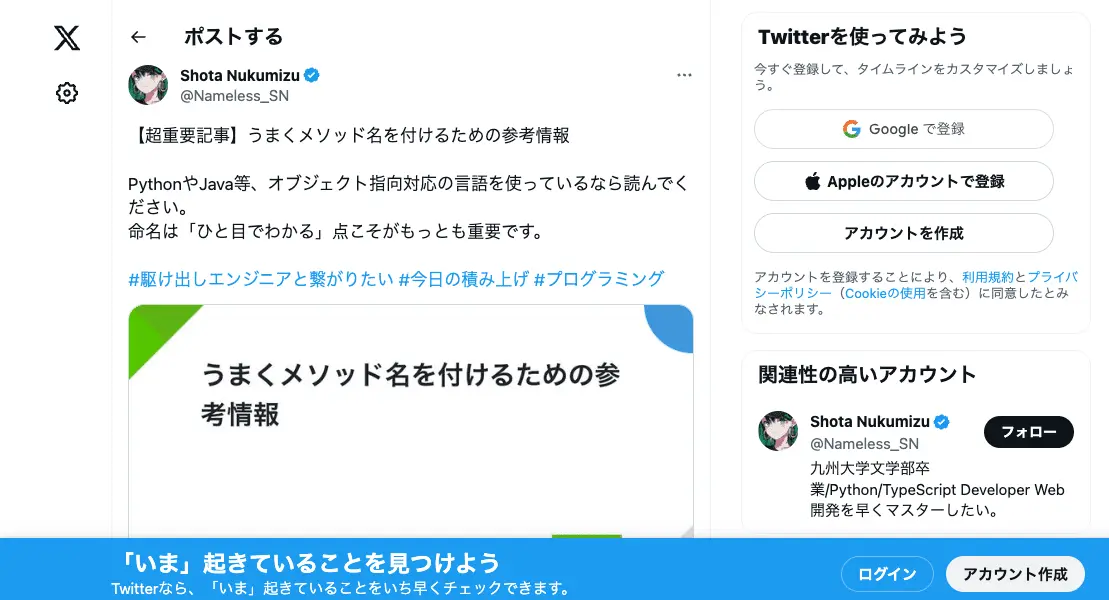 ポストする
Shota Nukumizu
@Nameless_SN
【超重要記事】うまくメソッド名を付けるための参考情報
PythonやJava等、オブジェクト指向対応の言語を使っているなら読んでく
ださい。
命名は「ひと目でわかる」点こそがもっとも重要です。
#駆け出しエンジニアと繋がりたい #今日の積み上げ #プログラミング
うまくメソッド名を付けるための参
考情報
Twitterを使ってみよう
今すぐ登録して、タイムラインをカスタマイズしましょ
う。
Google で登録
Appleのアカウントで登録
アカウントを作成
アカウントを登録することにより、利用規約とプライバ
シーポリシー（Cookieの使用を含む）に同意したとみ
なされます。
関連性の高いアカウント
Shota Nukumizu
@Nameless_SN
フォロー
九州大学文学部卒
業/Python/TypeScript Developer Web
開発を早くマスターしたい。
「いま」起きていることを見つけよう
Twitterなら、「いま」起きていることをいち早くチェックできます。
ログイン
アカウント作成